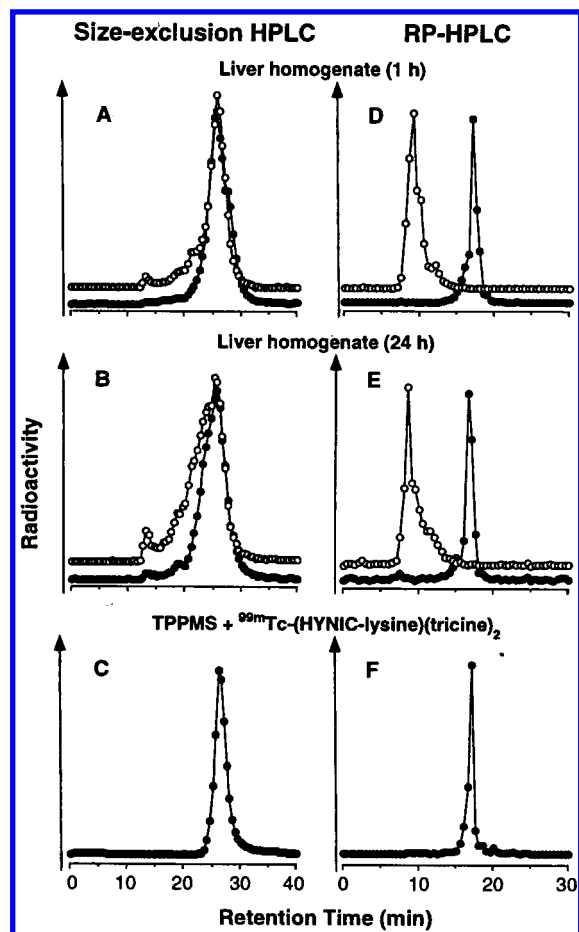 Size-exclusion HPLC RP-HPLC
Liver homogenate (1 h)
A D
Liver homogenate (24 h)
B E
Radioactivity
TPPMS + ⁹⁹ᵐTc-(HYNIC-lysine)(tricine)₂
C F
0 10 20 30 40 0 10 20 30
Retention Time (min)